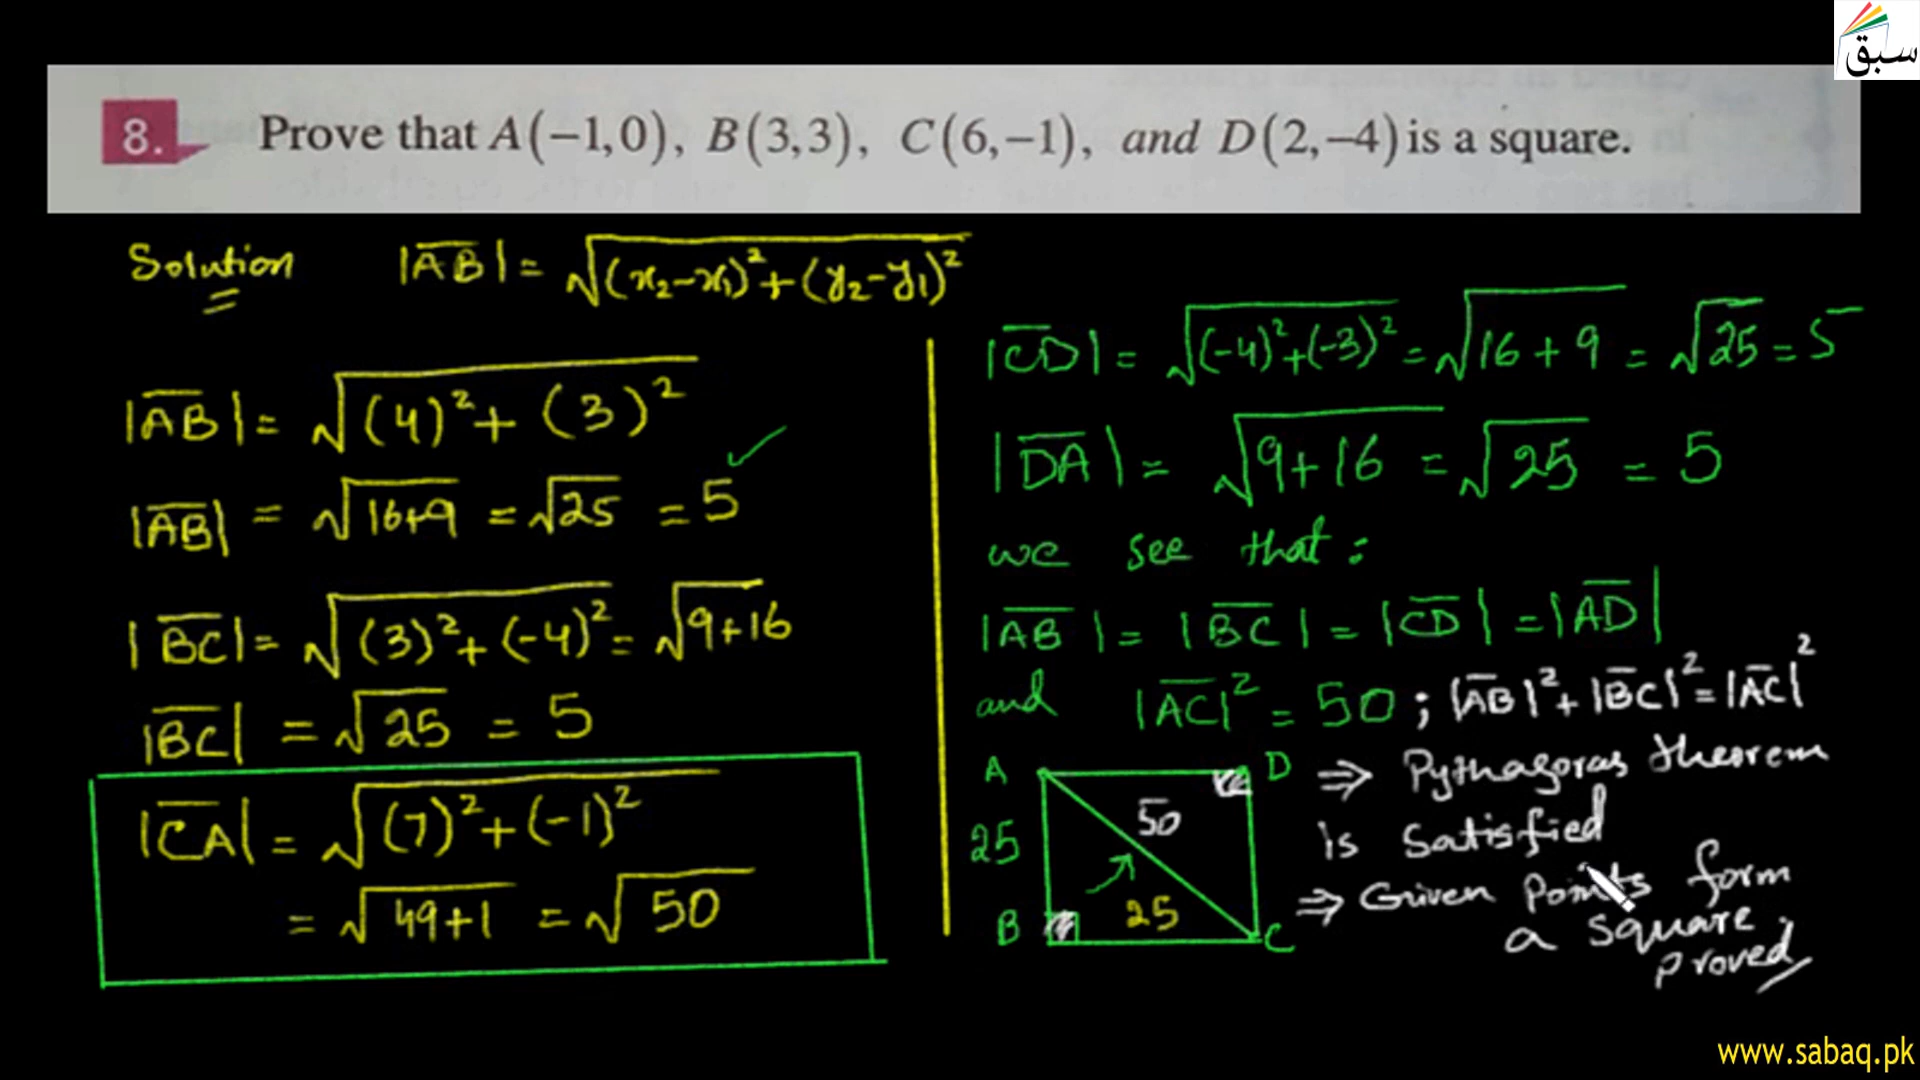 سبق
8. Prove that A(−1,0), B(3,3), C(6,−1), and D(2,−4) is a square.
Solution |AB| = √(x₂−x₁)²+(y₂−y₁)²
|AB| = √(4)²+(3)²
|AB| = √16+9 = √25 = 5 ✓
|BC| = √(3)²+(−4)² = √9+16
|BC| = √25 = 5
|CA| = √(7)²+(−1)²
= √49+1 = √50
|CD| = √(−4)²+(−3)² = √16+9 = √25 = 5
|DA| = √9+16 = √25 = 5
we see that :
|AB| = |BC| = |CD| = |AD|
and |AC|² = 50 ; |AB|²+|BC|²=|AC|²
A D
50
25
25
B C
⇒ Pythagoras theorem
is satisfied
⇒ Given Points form
a square
proved
www.sabaq.pk